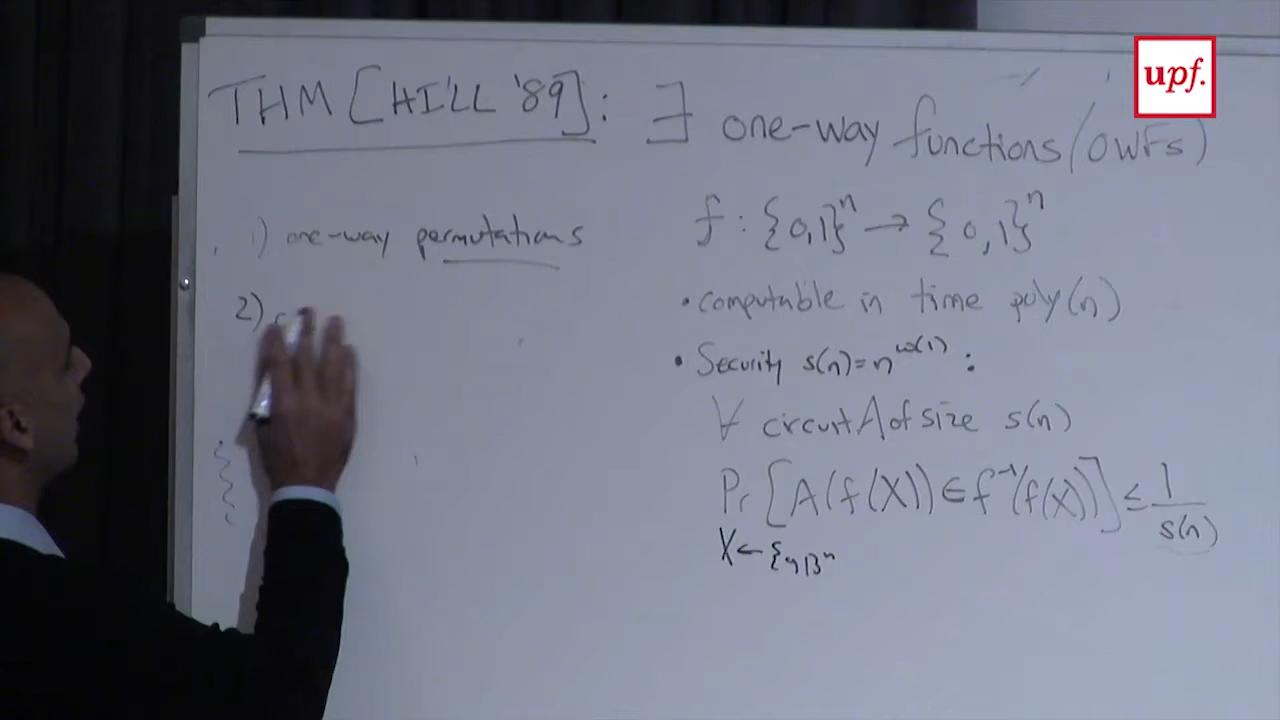 THM [HILL '89]: ∃ one-way functions (OWFs)
1) one-way permutations
2)
f : {0,1}ⁿ → {0,1}ⁿ
• computable in time poly(n)
• Security s(n) = n^ω(1) :
∀ circuit A of size s(n)
Pr [A(f(X)) ∈ f⁻¹(f(X))] ≤ 1/s(n)
X ← {0,1}ⁿ
upf.